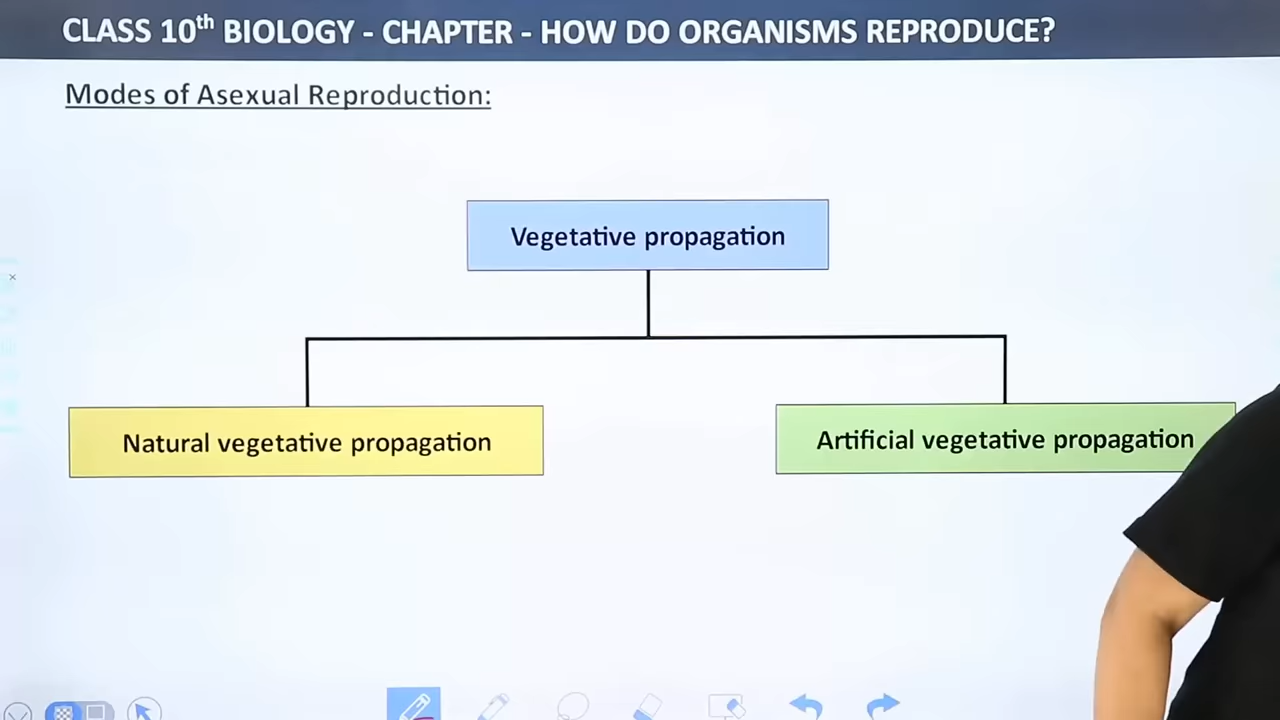 CLASS 10th BIOLOGY - CHAPTER - HOW DO ORGANISMS REPRODUCE?
Modes of Asexual Reproduction:
Vegetative propagation
Natural vegetative propagation
Artificial vegetative propagation